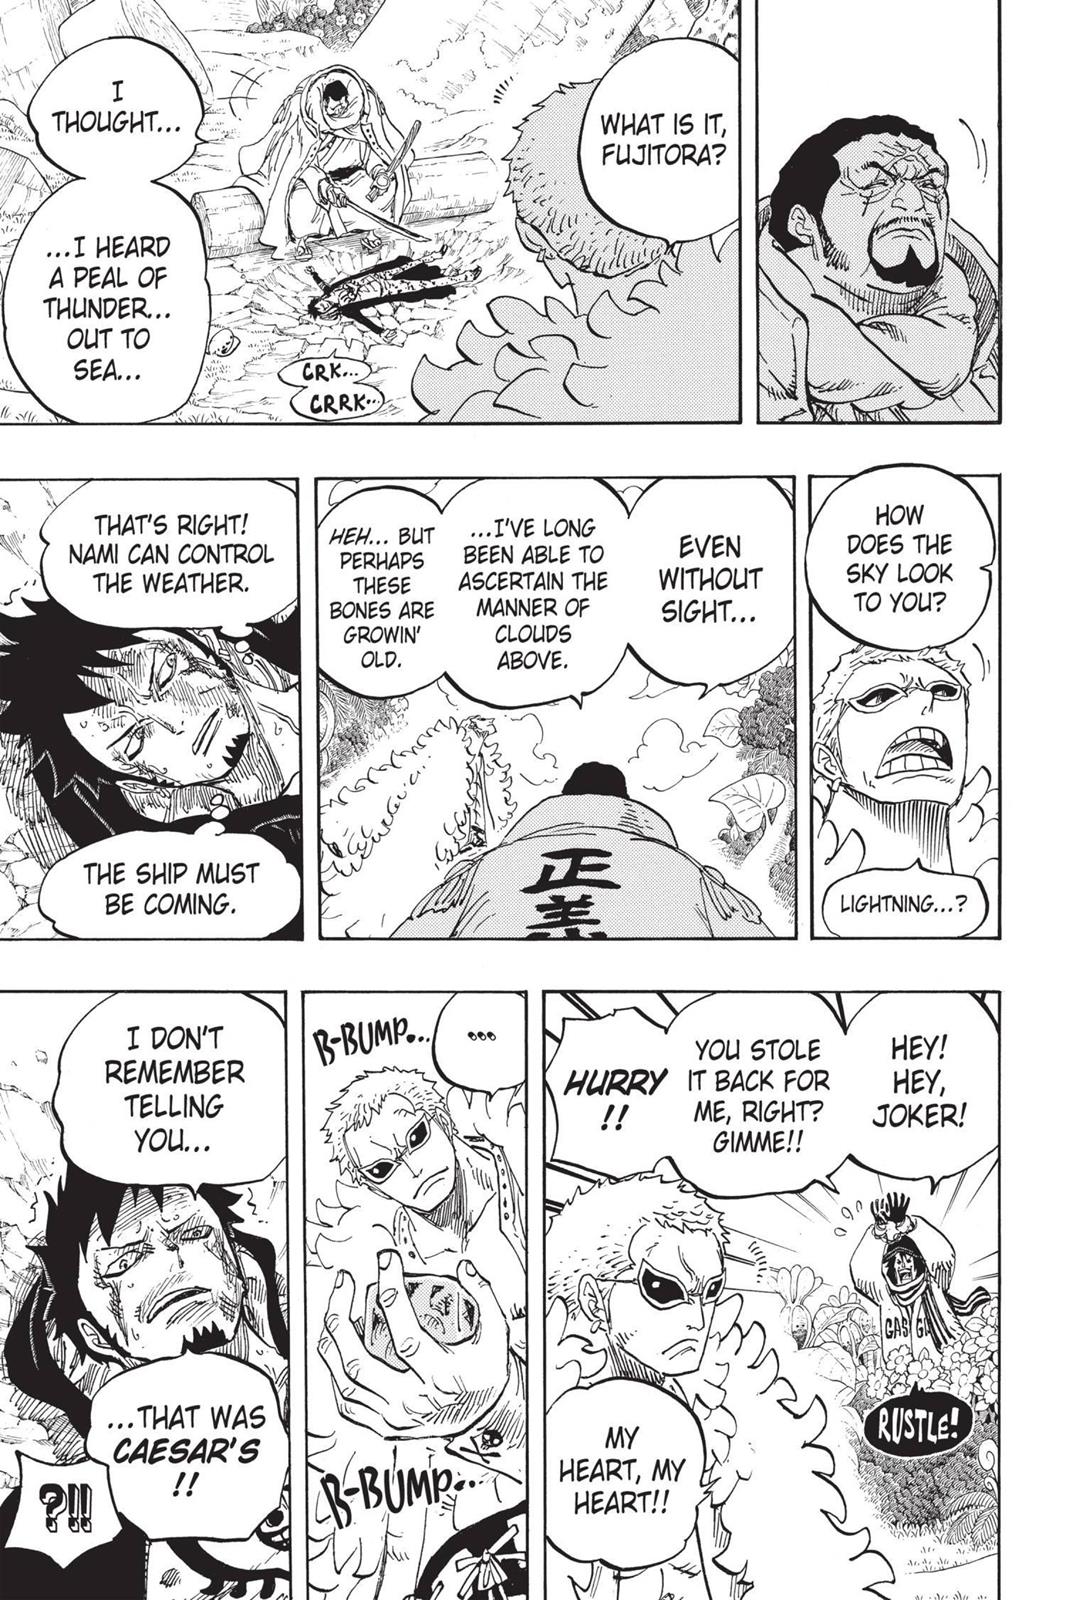 WHAT IS IT,
FUJITORA?
I
THOUGHT...
...I HEARD
A PEAL OF
THUNDER...
OUT TO
SEA...
CRK...
CRRK...
HOW
DOES THE
SKY LOOK
TO YOU?
LIGHTNING...?
EVEN
WITHOUT
SIGHT...
...I'VE LONG
BEEN ABLE TO
ASCERTAIN THE
MANNER OF
CLOUDS
ABOVE.
HEH... BUT
PERHAPS
THESE
BONES ARE
GROWIN'
OLD.
正
義
THAT'S RIGHT!
NAMI CAN CONTROL
THE WEATHER.
THE SHIP MUST
BE COMING.
HEY!
HEY,
JOKER!
YOU STOLE
IT BACK FOR
ME, RIGHT?
GIMME!!
HURRY
!!
GAS
RUSTLE!
MY
HEART, MY
HEART!!
...
B-BUMP...
B-BUMP...
I DON'T
REMEMBER
TELLING
YOU...
...THAT WAS
CAESAR'S
!!
?!!